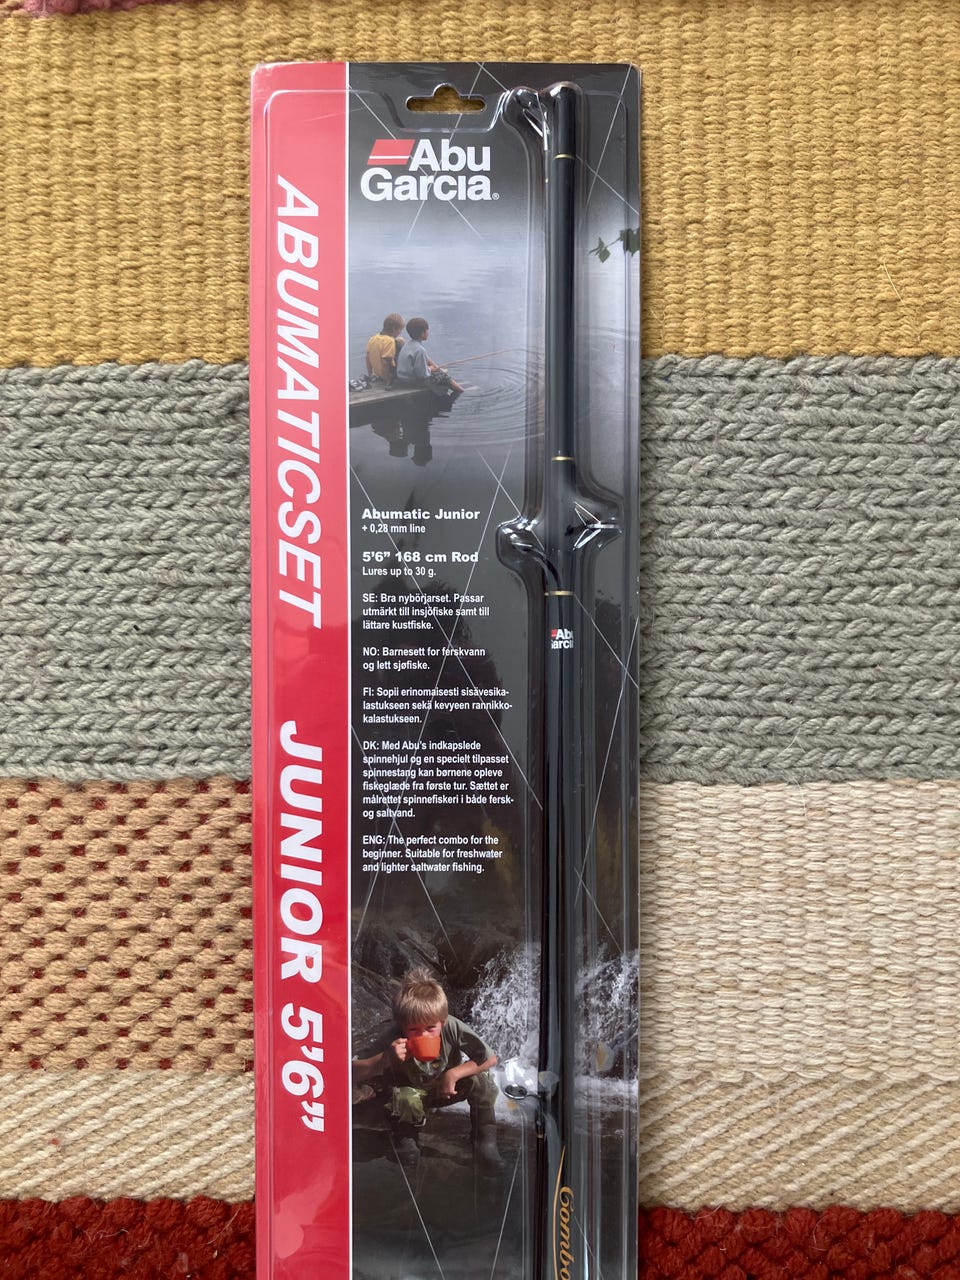 Abu
Garcia®
ABUMATICSET JUNIOR 5’6”
Abumatic Junior
+ 0,28 mm line
5’6” 168 cm Rod
Lures up to 30 g.
SE: Bra nybörjarset. Passar
utmärkt till insjöfiske samt till
lättare kustfiske.
NO: Barnesett for ferskvann
og lett sjøfiske.
FI: Sopii erinomaisesti sisävesika-
lastukseen sekä kevyeen rannikko-
kalastukseen.
DK: Med Abu's indkapslede
spinnehjul og en specielt tilpasset
spinnestang kan børnene opleve
fiskeglæde fra første tur. Sættet er
målrettet spinnefiskeri i både fersk-
og saltvand.
ENG: The perfect combo for the
beginner. Suitable for freshwater
and lighter saltwater fishing.
Abu
Garcia
Combo